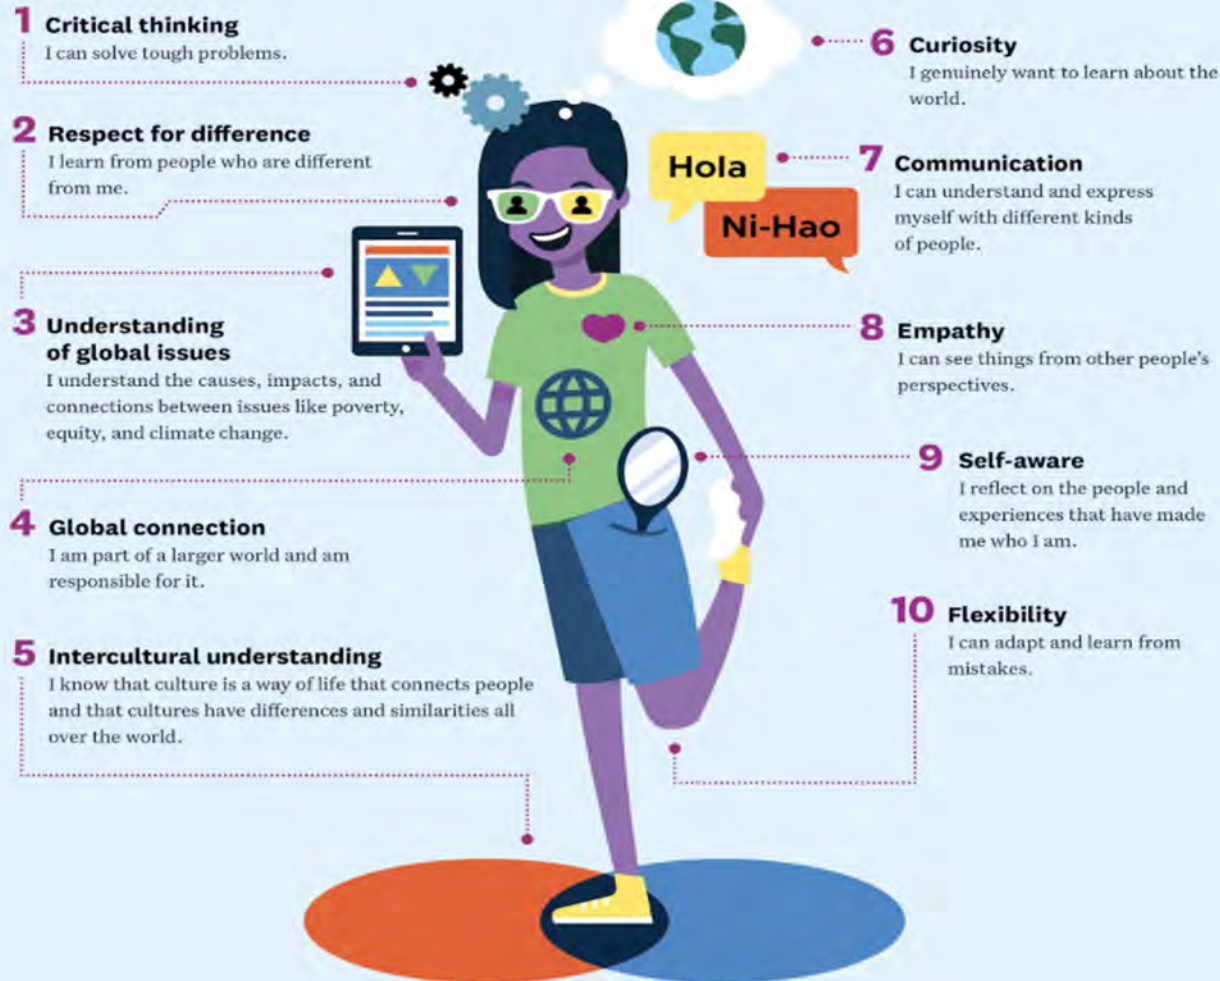 1 Critical thinking
I can solve tough problems.
2 Respect for difference
I learn from people who are different
from me.
3 Understanding
of global issues
I understand the causes, impacts, and
connections between issues like poverty,
equity, and climate change.
4 Global connection
I am part of a larger world and am
responsible for it.
5 Intercultural understanding
I know that culture is a way of life that connects people
and that cultures have differences and similarities all
over the world.
Hola
Ni-Hao
6 Curiosity
I genuinely want to learn about the
world.
7 Communication
I can understand and express
myself with different kinds
of people.
8 Empathy
I can see things from other people's
perspectives.
9 Self-aware
I reflect on the people and
experiences that have made
me who I am.
10 Flexibility
I can adapt and learn from
mistakes.